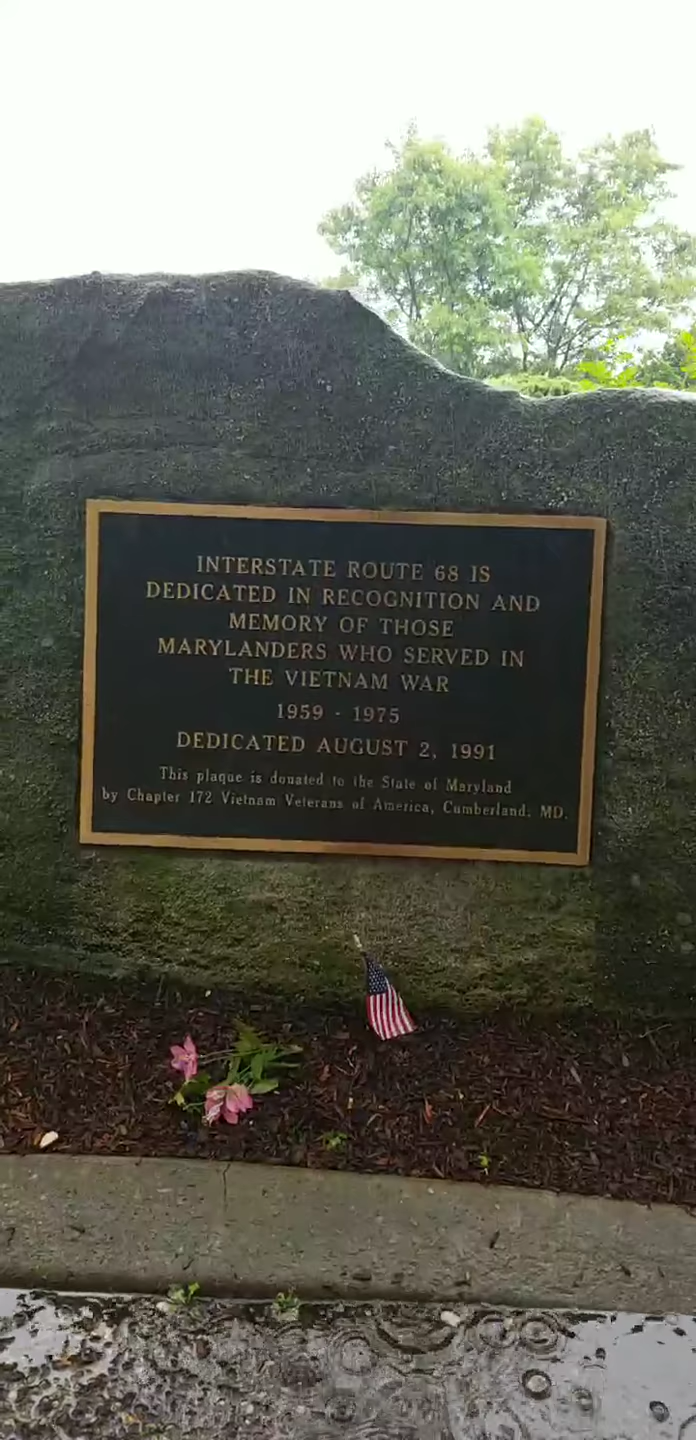 INTERSTATE ROUTE 68 IS
DEDICATED IN RECOGNITION AND
MEMORY OF THOSE
MARYLANDERS WHO SERVED IN
THE VIETNAM WAR
1959 - 1975
DEDICATED AUGUST 2, 1991
This plaque is donated to the State of Maryland
by Chapter 172 Vietnam Veterans of America, Cumberland, MD.